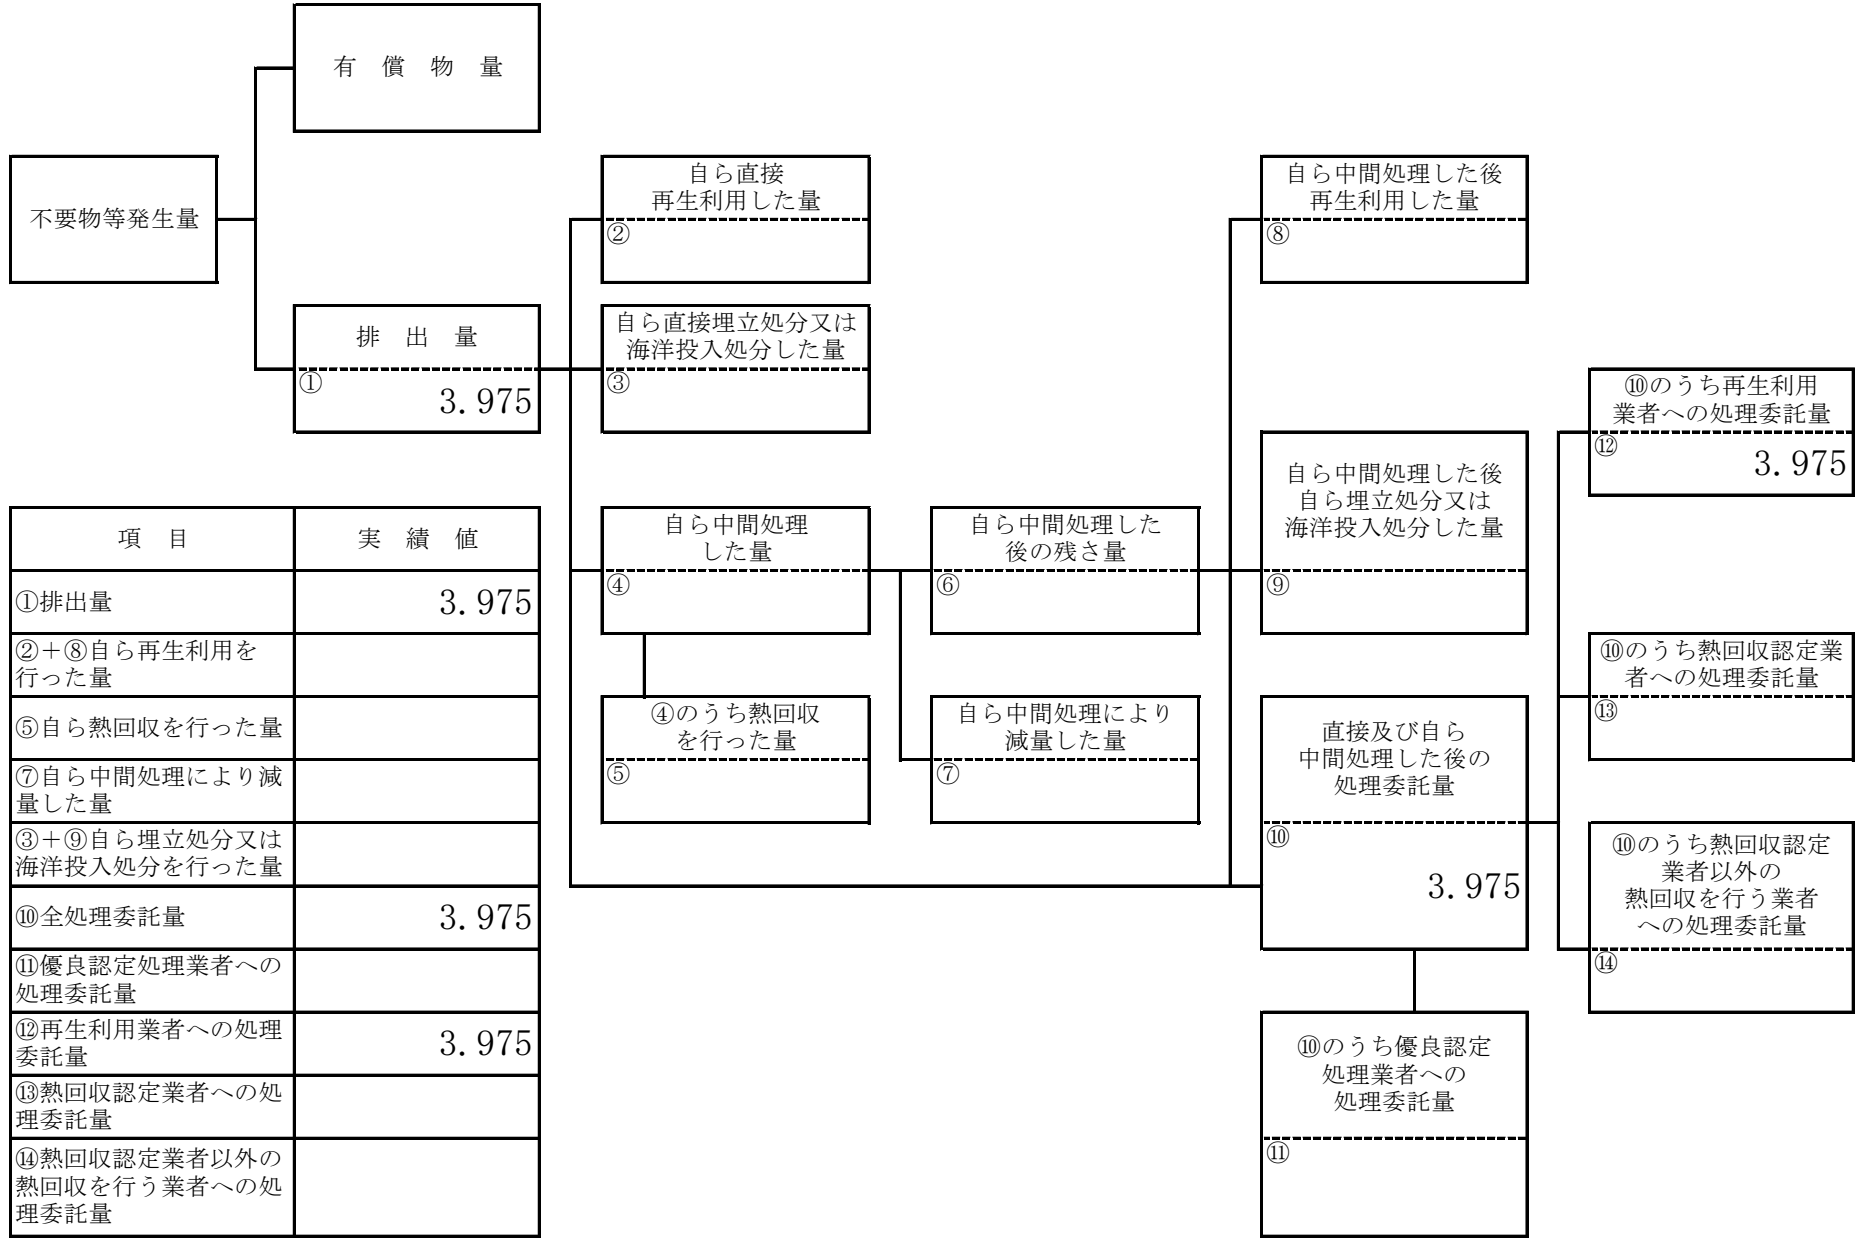 有　償　物　量
不要物等発生量
排　出　量
①
3.975
自ら直接
再生利用した量
②
自ら直接埋立処分又は
海洋投入処分した量
③
自ら中間処理
した量
④
④のうち熱回収
を行った量
⑤
自ら中間処理した
後の残さ量
⑥
自ら中間処理により
減量した量
⑦
自ら中間処理した後
再生利用した量
⑧
自ら中間処理した後
自ら埋立処分又は
海洋投入処分した量
⑨
直接及び自ら
中間処理した後の
処理委託量
⑩
3.975
⑩のうち優良認定
処理業者への
処理委託量
⑪
⑩のうち再生利用
業者への処理委託量
⑫
3.975
⑩のうち熱回収認定業
者への処理委託量
⑬
⑩のうち熱回収認定
業者以外の
熱回収を行う業者
への処理委託量
⑭
項　目　実　績　値
①排出量 3.975
②＋⑧自ら再生利用を
行った量
⑤自ら熱回収を行った量
⑦自ら中間処理により減
量した量
③＋⑨自ら埋立処分又は
海洋投入処分を行った量
⑩全処理委託量 3.975
⑪優良認定処理業者への
処理委託量
⑫再生利用業者への処理
委託量
3.975
⑬熱回収認定業者への処
理委託量
⑭熱回収認定業者以外の
熱回収を行う業者への処
理委託量